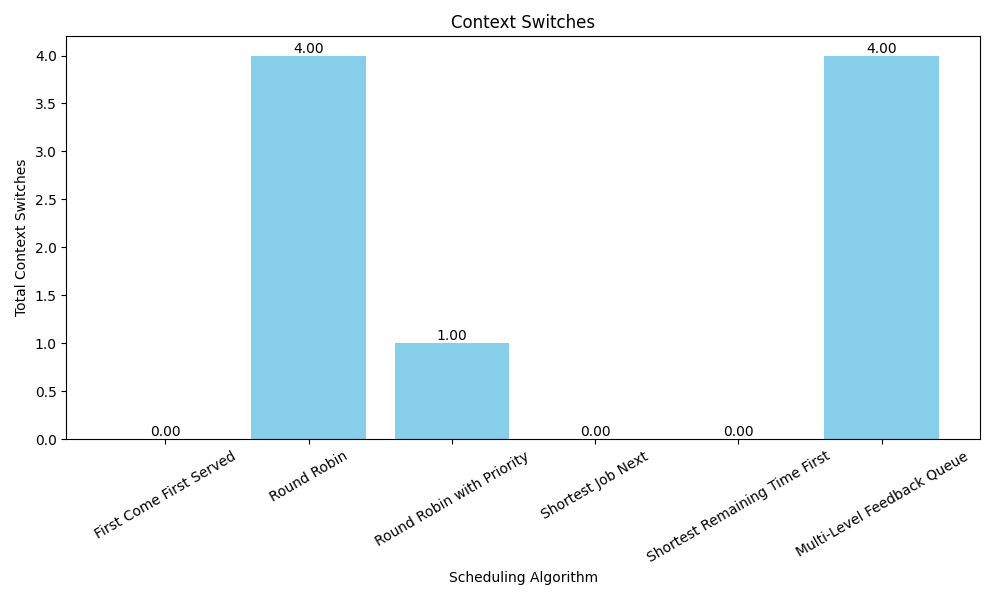 Context Switches
Total Context Switches
4.0
3.5
3.0
2.5
2.0
1.5
1.0
0.5
0.0
0.00
4.00
1.00
0.00
0.00
4.00
First Come First Served
Round Robin
Round Robin with Priority
Shortest Job Next
Shortest Remaining Time First
Multi-Level Feedback Queue
Scheduling Algorithm